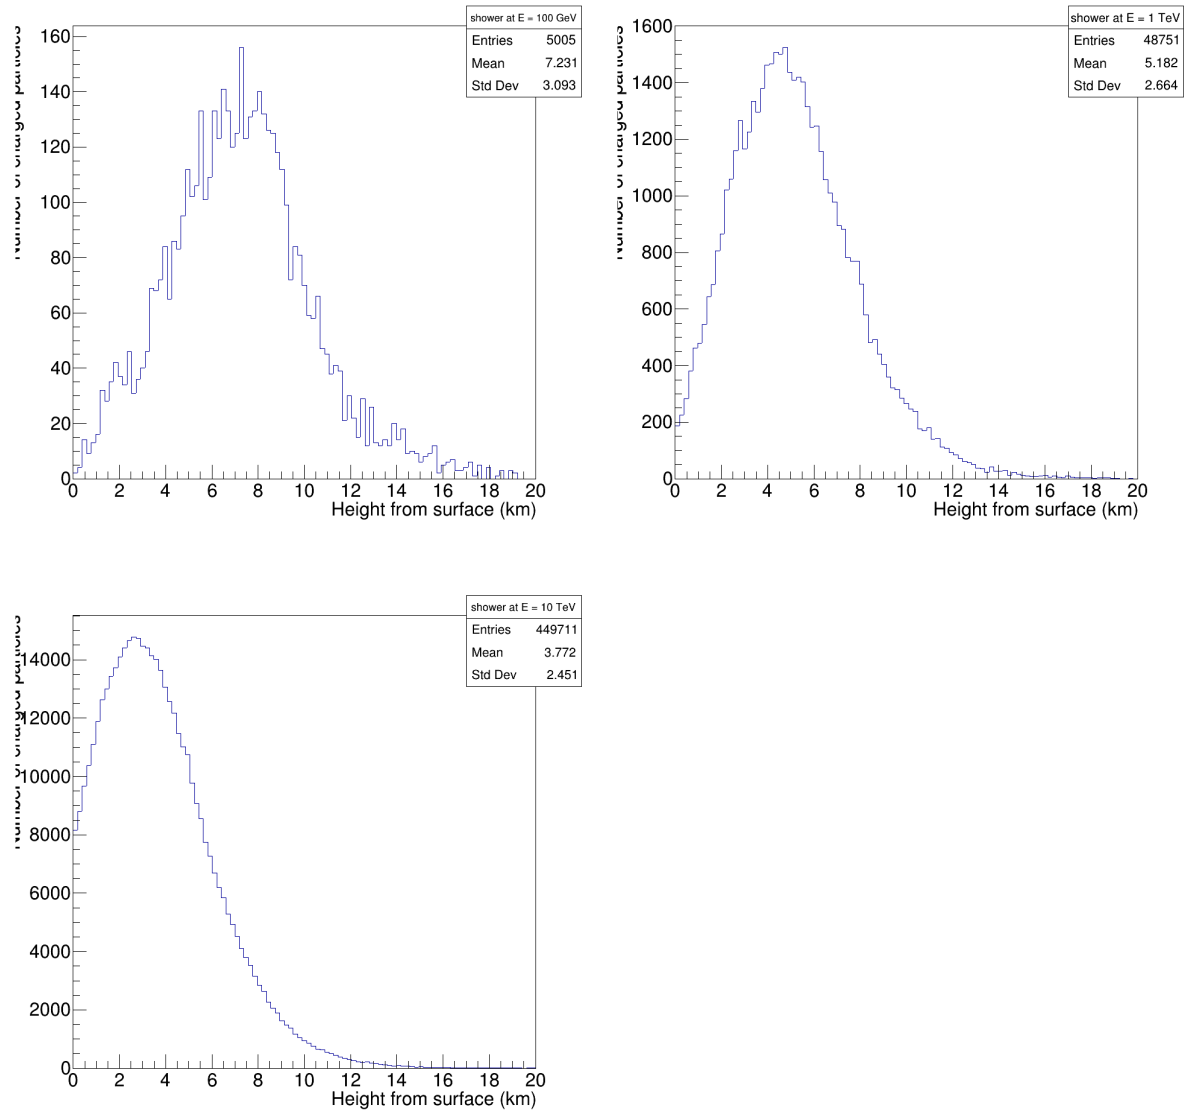 shower at E = 100 GeV
Entries 5005
Mean 7.231
Std Dev 3.093
160
140
120
100
80
60
40
20
0
0 2 4 6 8 10 12 14 16 18 20
Height from surface (km)
shower at E = 1 TeV
Entries 48751
Mean 5.182
Std Dev 2.664
1600
1400
1200
1000
800
600
400
200
0
0 2 4 6 8 10 12 14 16 18 20
Height from surface (km)
Number of charged particles
shower at E = 10 TeV
Entries 449711
Mean 3.772
Std Dev 2.451
14000
12000
10000
8000
6000
4000
2000
0
0 2 4 6 8 10 12 14 16 18 20
Height from surface (km)